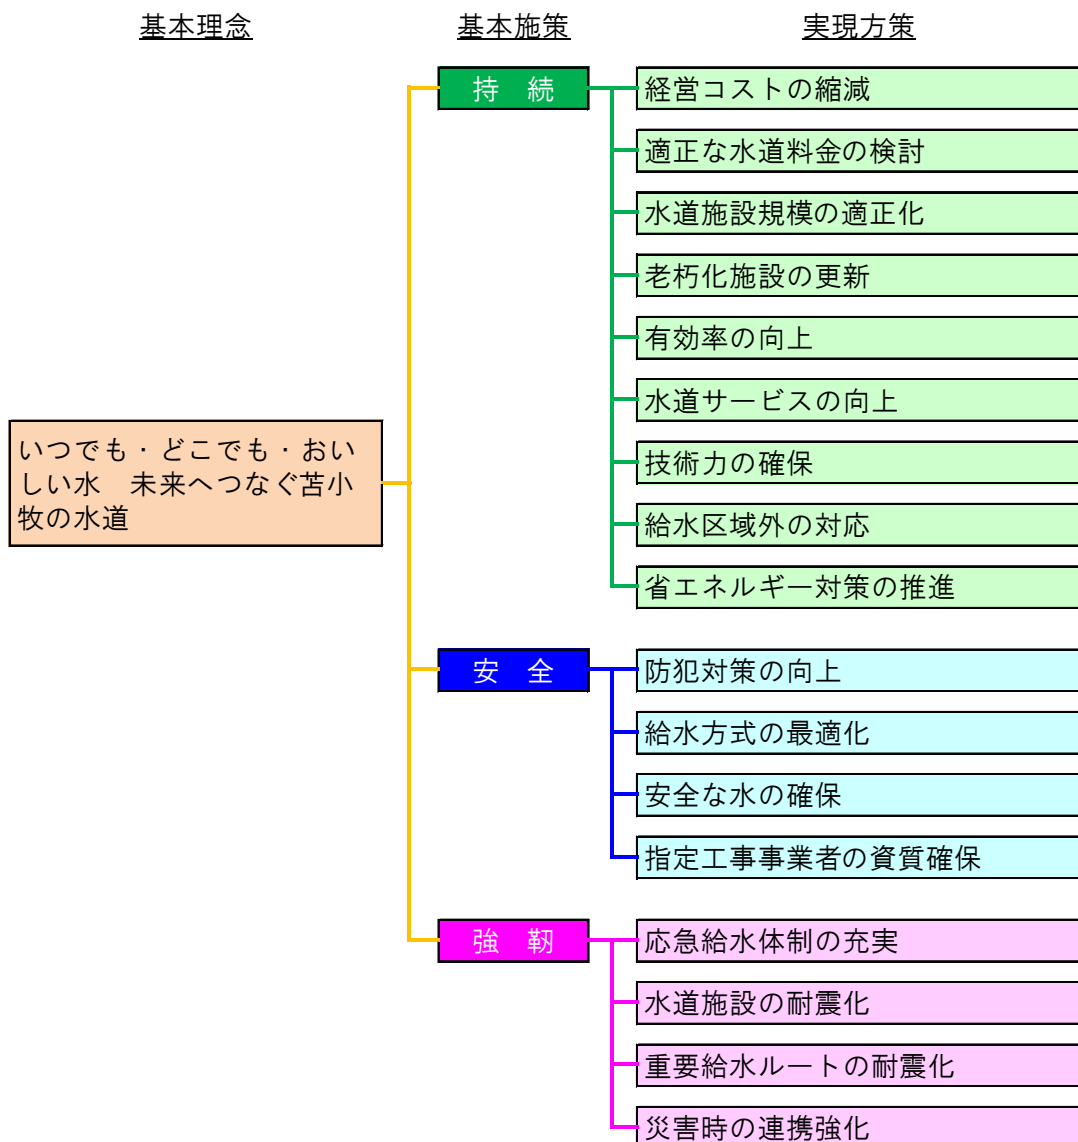 基本理念　基本施策　実現方策
持　続
経営コストの縮減
適正な水道料金の検討
水道施設規模の適正化
老朽化施設の更新
有効率の向上
水道サービスの向上
技術力の確保
給水区域外の対応
省エネルギー対策の推進
いつでも・どこでも・おい
しい水　未来へつなぐ苫小
牧の水道
安　全
防犯対策の向上
給水方式の最適化
安全な水の確保
指定工事事業者の資質確保
強　靭
応急給水体制の充実
水道施設の耐震化
重要給水ルートの耐震化
災害時の連携強化